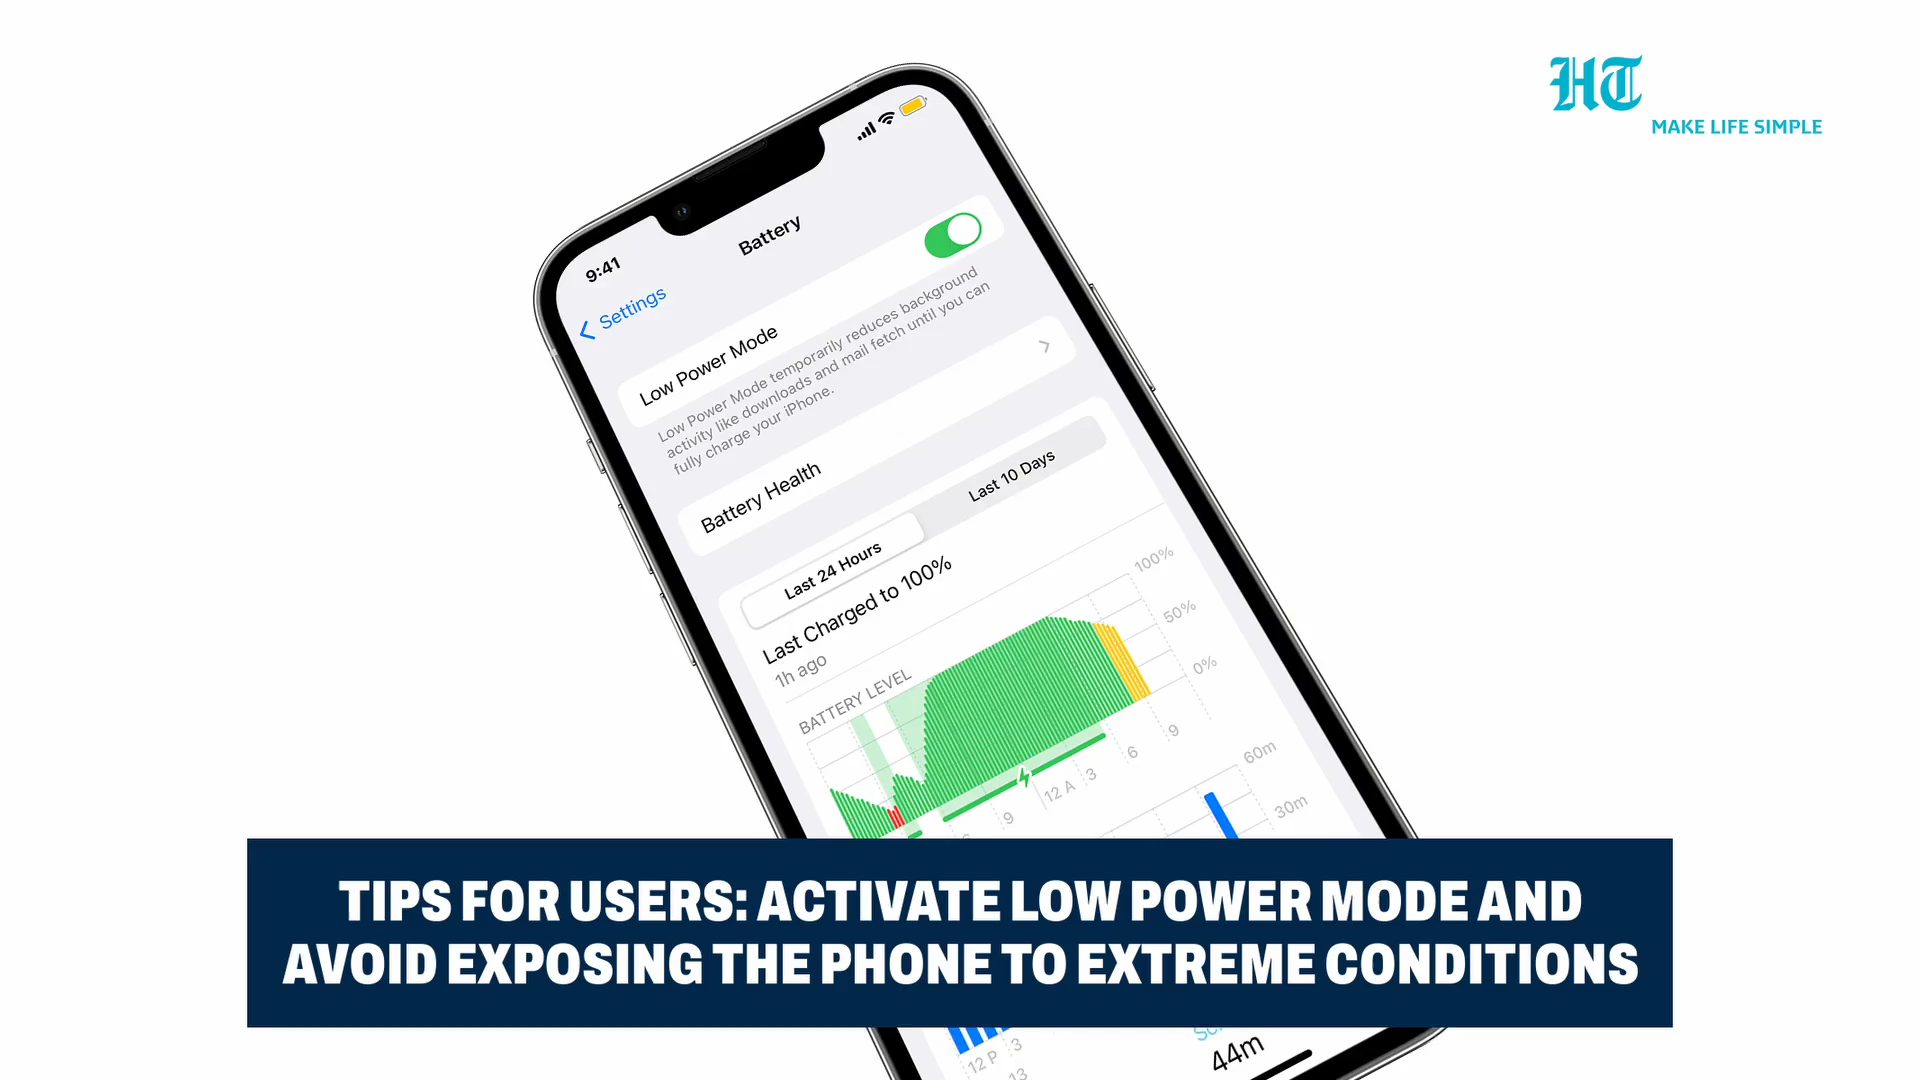 HT
MAKE LIFE SIMPLE
9:41
Settings
Battery
Low Power Mode
Low Power Mode temporarily reduces background
activity like downloads and mail fetch until you can
fully charge your iPhone.
Battery Health
Last 24 Hours
Last 10 Days
Last Charged to 100%
1h ago
BATTERY LEVEL
100%
50%
0%
9
12 A
3
6
9
60m
30m
TIPS FOR USERS: ACTIVATE LOW POWER MODE AND
AVOID EXPOSING THE PHONE TO EXTREME CONDITIONS
12 P
3
13
44m